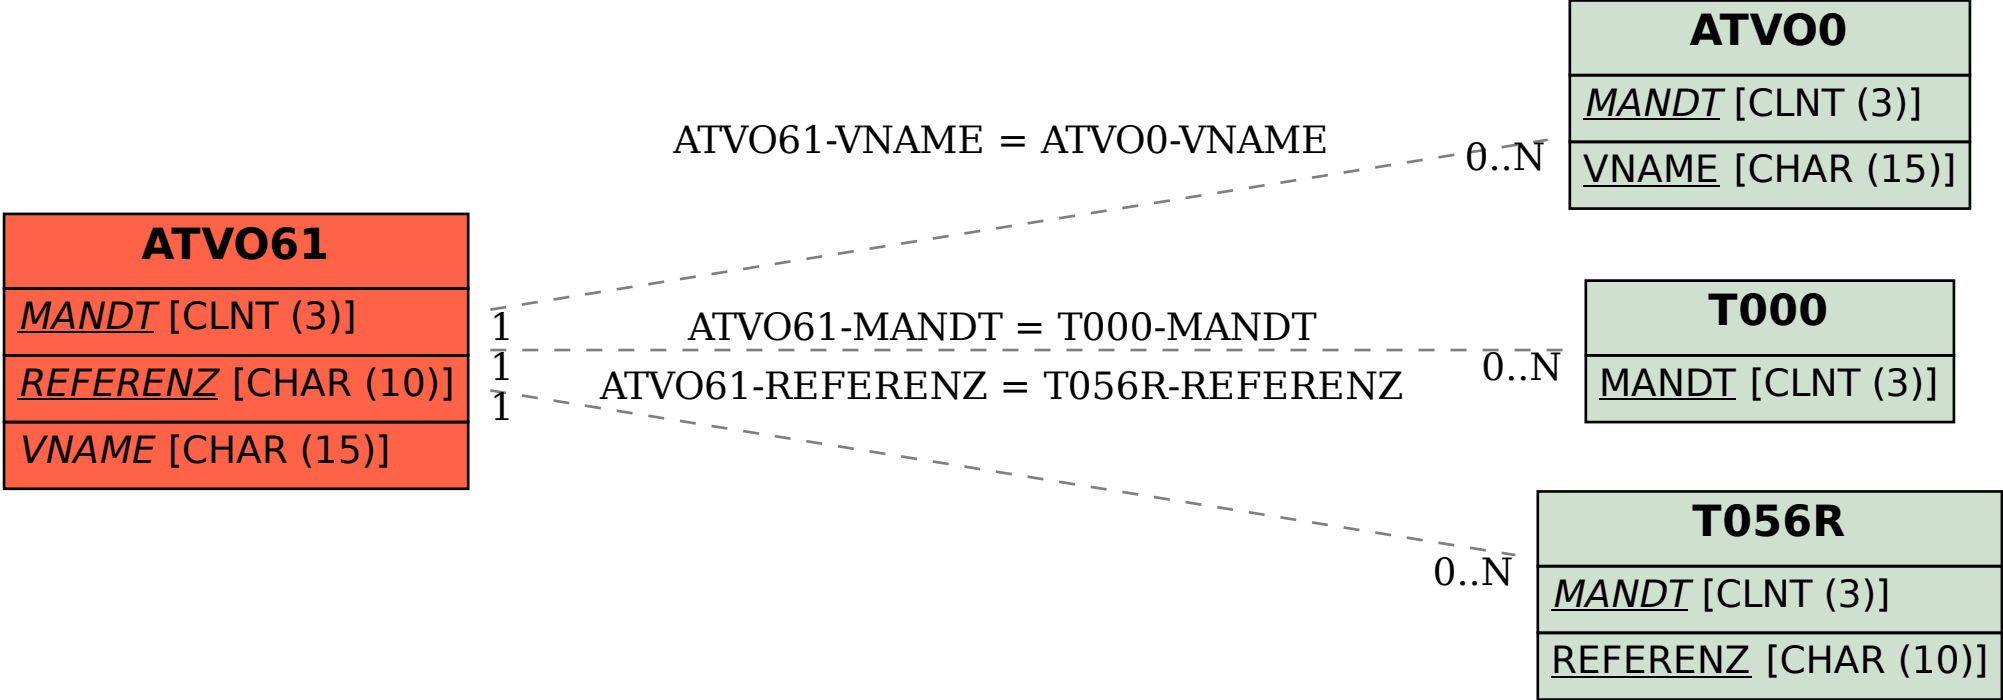 ATVO61
MANDT [CLNT (3)]
REFERENZ [CHAR (10)]
VNAME [CHAR (15)]
ATVO61-VNAME = ATVO0-VNAME
1
0..N
ATVO61-MANDT = T000-MANDT
1
0..N
ATVO61-REFERENZ = T056R-REFERENZ
1
0..N
ATVO0
MANDT [CLNT (3)]
VNAME [CHAR (15)]
T000
MANDT [CLNT (3)]
T056R
MANDT [CLNT (3)]
REFERENZ [CHAR (10)]